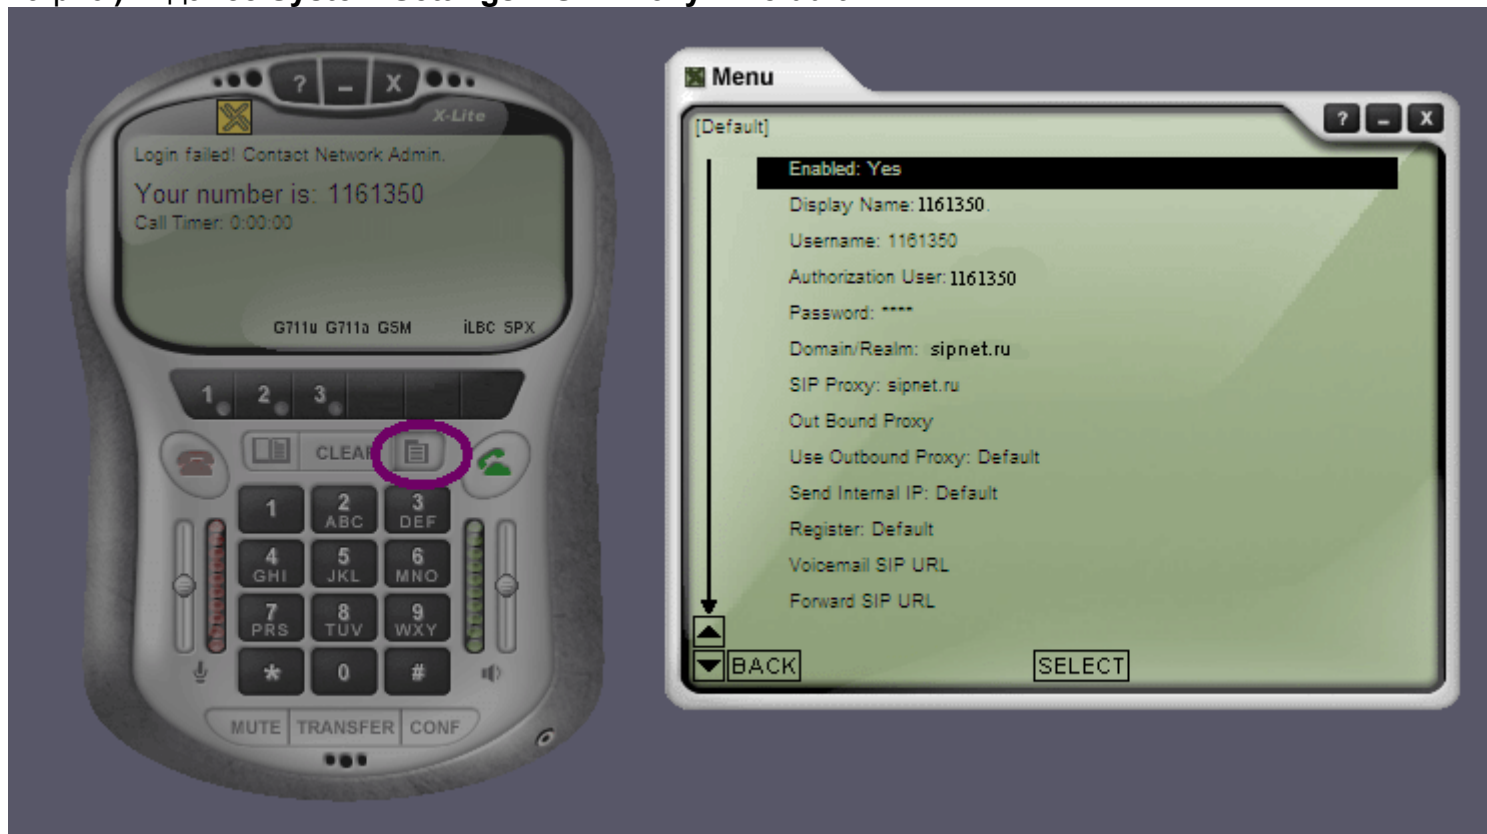 ?
X
X-Lite
Login failed! Contact Network Admin.
Your number is: 1161350
Call Timer: 0:00:00
G711u G711a GSM iLBC SPX
1 2 3
CLEAR
1 2 3
ABC DEF
4 5 6
GHI JKL MNO
7 8 9
PRS TUV WXY
* 0 #
MUTE TRANSFER CONF
Menu
? X
[Default]
Enabled: Yes
Display Name: 1161350.
Username: 1161350
Authorization User: 1161350
Password: ****
Domain/Realm: sipnet.ru
SIP Proxy: sipnet.ru
Out Bound Proxy
Use Outbound Proxy: Default
Send Internal IP: Default
Register: Default
Voicemail SIP URL
Forward SIP URL
BACK SELECT